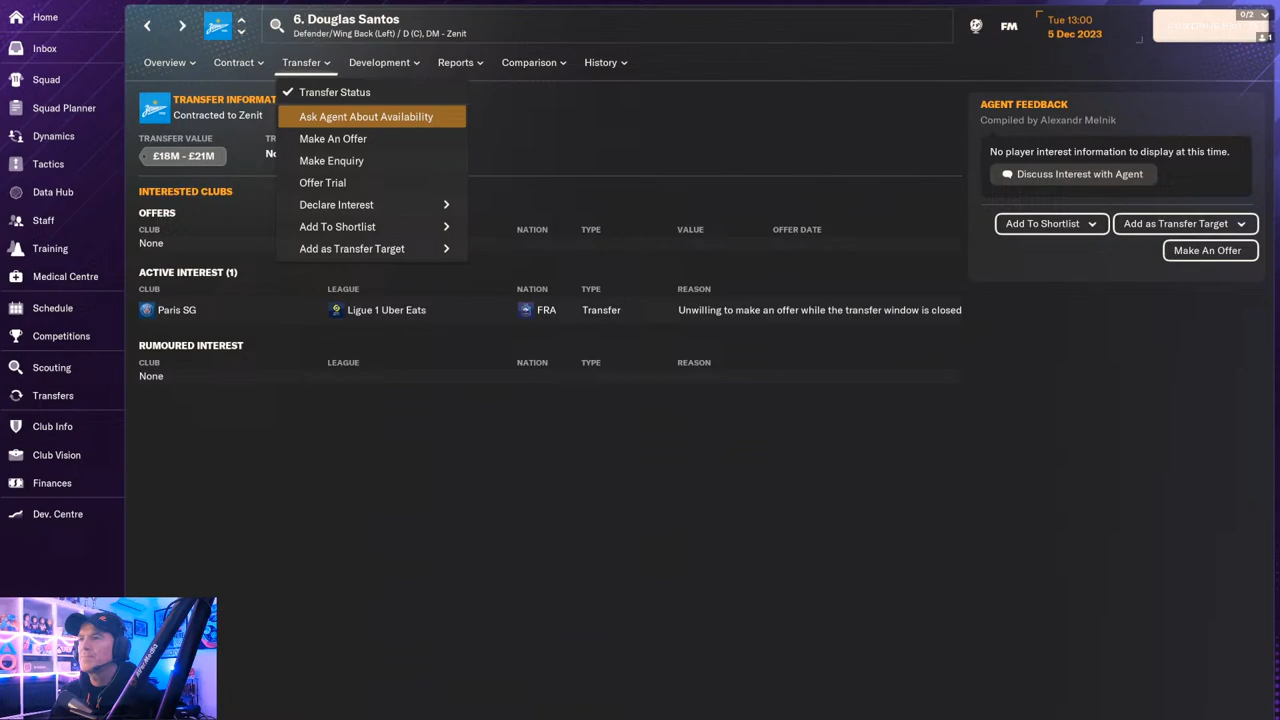 Home
Inbox
Squad
Squad Planner
Dynamics
Tactics
Data Hub
Staff
Training
Medical Centre
Schedule
Competitions
Scouting
Transfers
Club Info
Club Vision
Finances
Dev. Centre
6. Douglas Santos
Defender/Wing Back (Left) / D (C), DM - Zenit
FM
Tue 13:00
5 Dec 2023
0/2
1
Overview
Contract
Transfer
Development
Reports
Comparison
History
Transfer Status
Ask Agent About Availability
Make An Offer
Make Enquiry
Offer Trial
Declare Interest
Add To Shortlist
Add as Transfer Target
TRANSFER INFORMAT
Contracted to Zenit
TRANSFER VALUE
£18M - £21M
INTERESTED CLUBS
OFFERS
CLUB NATION TYPE VALUE OFFER DATE
None
ACTIVE INTEREST (1)
CLUB LEAGUE NATION TYPE REASON
Paris SG Ligue 1 Uber Eats FRA Transfer Unwilling to make an offer while the transfer window is closed
RUMOURED INTEREST
CLUB LEAGUE NATION TYPE REASON
None
AGENT FEEDBACK
Compiled by Alexandr Melnik
No player interest information to display at this time.
Discuss Interest with Agent
Add To Shortlist
Add as Transfer Target
Make An Offer